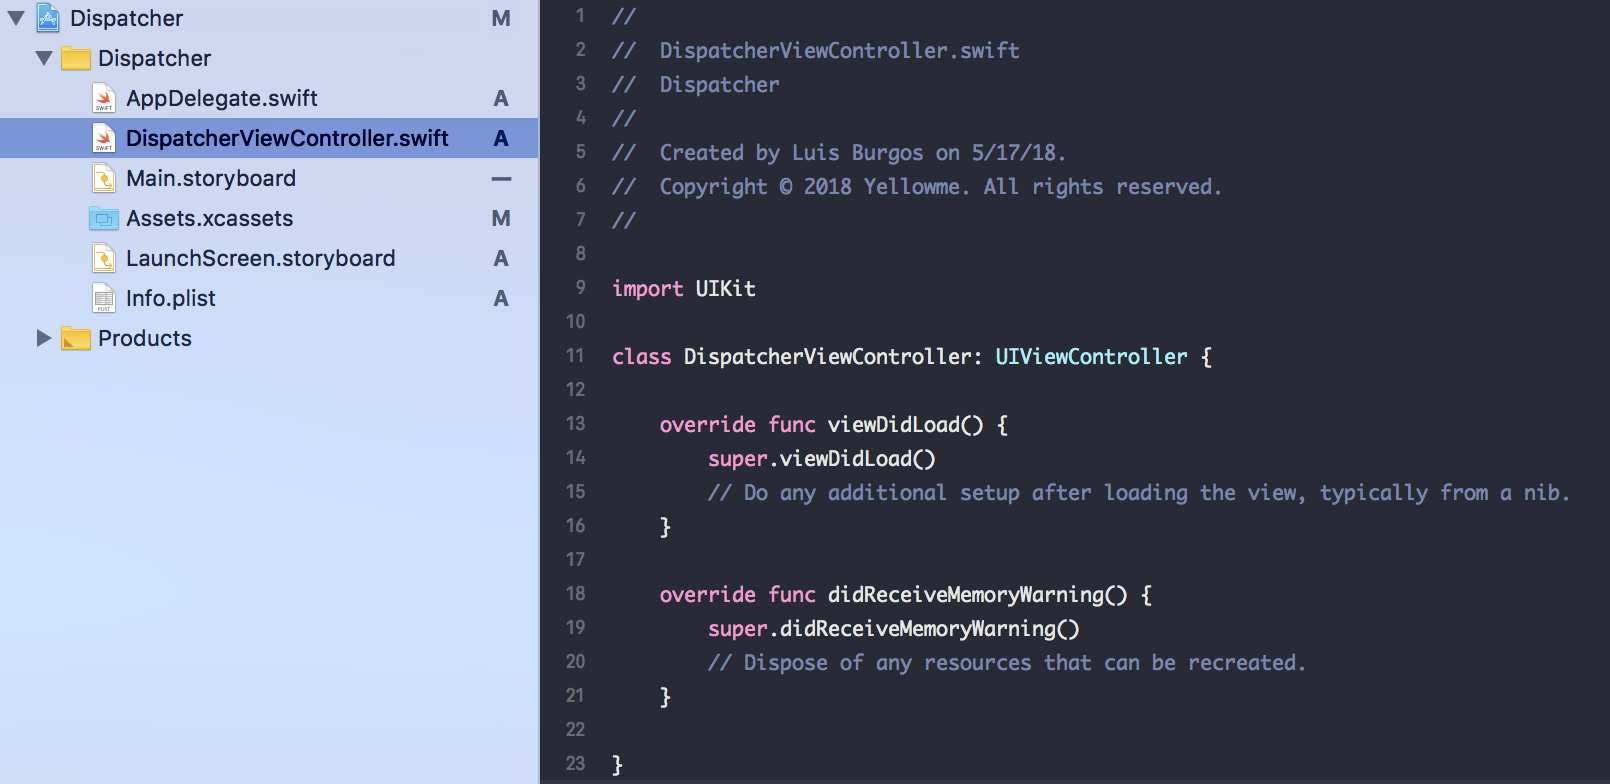 Dispatcher M
Dispatcher
AppDelegate.swift A
DispatcherViewController.swift A
Main.storyboard —
Assets.xcassets M
LaunchScreen.storyboard A
Info.plist A
Products
1 //
2 //  DispatcherViewController.swift
3 //  Dispatcher
4 //
5 //  Created by Luis Burgos on 5/17/18.
6 //  Copyright © 2018 Yellowme. All rights reserved.
7 //
8
9 import UIKit
10
11 class DispatcherViewController: UIViewController {
12
13     override func viewDidLoad() {
14         super.viewDidLoad()
15         // Do any additional setup after loading the view, typically from a nib.
16     }
17
18     override func didReceiveMemoryWarning() {
19         super.didReceiveMemoryWarning()
20         // Dispose of any resources that can be recreated.
21     }
22
23 }